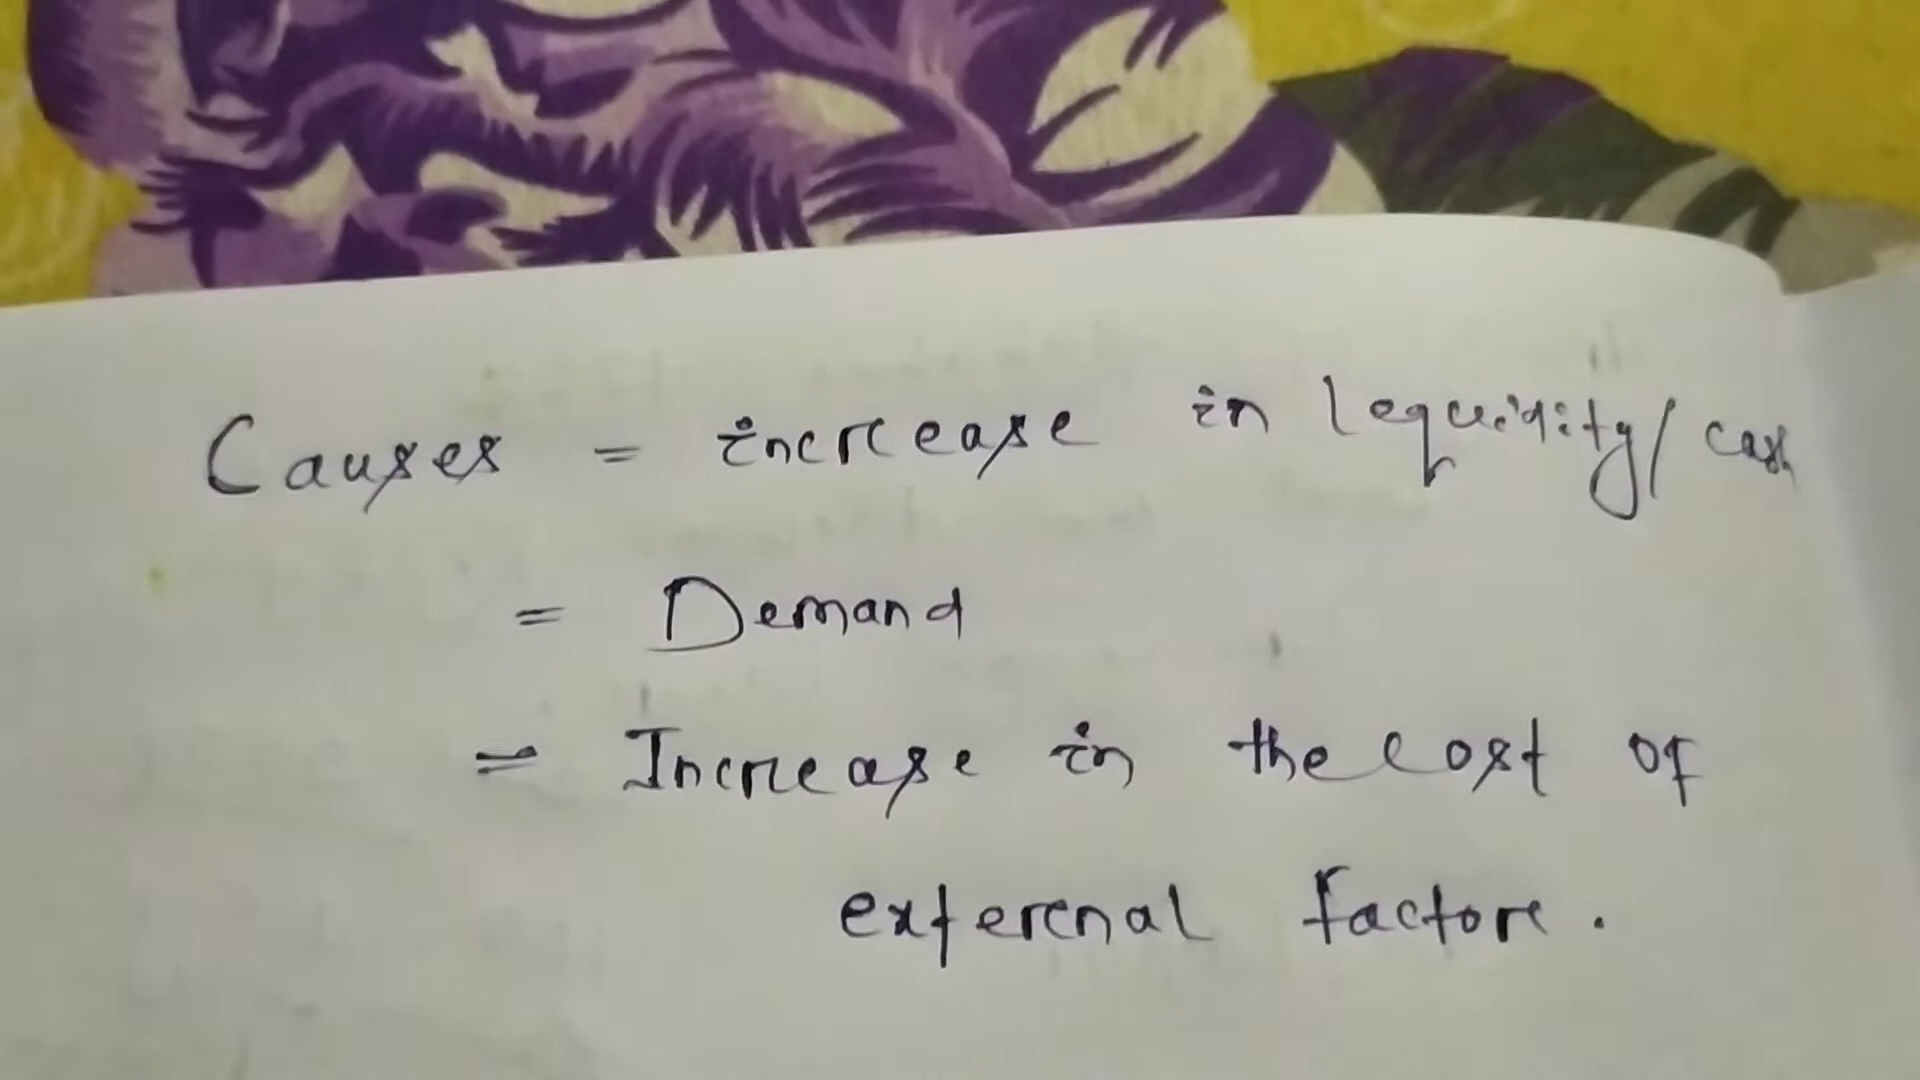 Causes = increase in lequidity/cash
= Demand
= Increase in the cost of
external factor.